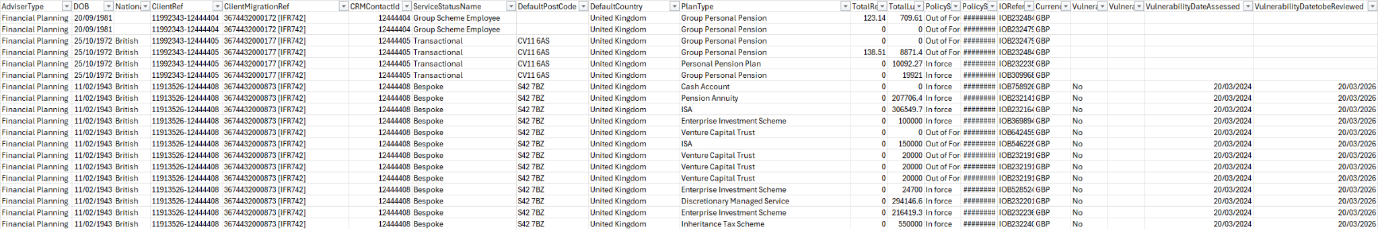 AdviserType DOB Nationa ClientRef ClientMigrationRef CRMContactId ServiceStatusName DefaultPostCode DefaultCountry PlanType TotalRe TotalLu PolicyS PolicyS IORefer Currenc Vulnera Vulnera VulnerabilityDateAssessed VulnerabilityDatetobeReviewed
Financial Planning 20/09/1981 11992343-12444404 3674432000107 [IFR742] 12444404 Group Scheme Employee United Kingdom Group Personal Pension 123.14 709.61 Out of For ######## IOB232484 GBP
Financial Planning 20/09/1981 11992343-12444404 3674432000107 [IFR742] 12444404 Group Scheme Employee United Kingdom Group Personal Pension 0 0 Out of For ######## IOB232479 GBP
Financial Planning 25/10/1972 British 11992343-12444405 3674432000177 [IFR742] 12444405 Transactional CV11 6AS United Kingdom Group Personal Pension 0 0 Out of For ######## IOB232479 GBP
Financial Planning 25/10/1972 British 11992343-12444405 3674432000177 [IFR742] 12444405 Transactional CV11 6AS United Kingdom Group Personal Pension 138.51 8871.4 Out of For ######## IOB232484 GBP
Financial Planning 25/10/1972 British 11992343-12444405 3674432000177 [IFR742] 12444405 Transactional CV11 6AS United Kingdom Personal Pension Plan 0 10092.27 In force ######## IOB232235 GBP
Financial Planning 25/10/1972 British 11992343-12444405 3674432000177 [IFR742] 12444405 Transactional CV11 6AS United Kingdom Group Personal Pension 0 19921 In force ######## IOB309968 GBP
Financial Planning 11/02/1943 British 11913526-12444408 3674432000873 [IFR742] 12444408 Bespoke S42 7BZ United Kingdom Cash Account 0 0 In force ######## IOB758926 GBP No 20/03/2024 20/03/2026
Financial Planning 11/02/1943 British 11913526-12444408 3674432000873 [IFR742] 12444408 Bespoke S42 7BZ United Kingdom Pension Annuity 0 207706.4 In force ######## IOB232141 GBP No 20/03/2024 20/03/2026
Financial Planning 11/02/1943 British 11913526-12444408 3674432000873 [IFR742] 12444408 Bespoke S42 7BZ United Kingdom ISA 0 306549.7 In force ######## IOB232164 GBP No 20/03/2024 20/03/2026
Financial Planning 11/02/1943 British 11913526-12444408 3674432000873 [IFR742] 12444408 Bespoke S42 7BZ United Kingdom Enterprise Investment Scheme 0 100000 In force ######## IOB369894 GBP No 20/03/2024 20/03/2026
Financial Planning 11/02/1943 British 11913526-12444408 3674432000873 [IFR742] 12444408 Bespoke S42 7BZ United Kingdom Venture Capital Trust 0 0 Out of For ######## IOB642455 GBP No 20/03/2024 20/03/2026
Financial Planning 11/02/1943 British 11913526-12444408 3674432000873 [IFR742] 12444408 Bespoke S42 7BZ United Kingdom ISA 0 150000 Out of For ######## IOB546228 GBP No 20/03/2024 20/03/2026
Financial Planning 11/02/1943 British 11913526-12444408 3674432000873 [IFR742] 12444408 Bespoke S42 7BZ United Kingdom Venture Capital Trust 0 20000 In force ######## IOB232191 GBP No 20/03/2024 20/03/2026
Financial Planning 11/02/1943 British 11913526-12444408 3674432000873 [IFR742] 12444408 Bespoke S42 7BZ United Kingdom Venture Capital Trust 0 20000 In force ######## IOB232191 GBP No 20/03/2024 20/03/2026
Financial Planning 11/02/1943 British 11913526-12444408 3674432000873 [IFR742] 12444408 Bespoke S42 7BZ United Kingdom Venture Capital Trust 0 20000 Out of For ######## IOB232191 GBP No 20/03/2024 20/03/2026
Financial Planning 11/02/1943 British 11913526-12444408 3674432000873 [IFR742] 12444408 Bespoke S42 7BZ United Kingdom Enterprise Investment Scheme 0 24700 In force ######## IOB528524 GBP No 20/03/2024 20/03/2026
Financial Planning 11/02/1943 British 11913526-12444408 3674432000873 [IFR742] 12444408 Bespoke S42 7BZ United Kingdom Discretionary Managed Service 0 294146.6 In force ######## IOB232201 GBP No 20/03/2024 20/03/2026
Financial Planning 11/02/1943 British 11913526-12444408 3674432000873 [IFR742] 12444408 Bespoke S42 7BZ United Kingdom Enterprise Investment Scheme 0 216419.3 In force ######## IOB232236 GBP No 20/03/2024 20/03/2026
Financial Planning 11/02/1943 British 11913526-12444408 3674432000873 [IFR742] 12444408 Bespoke S42 7BZ United Kingdom Inheritance Tax Scheme 0 550000 In force ######## IOB232240 GBP No 20/03/2024 20/03/2026